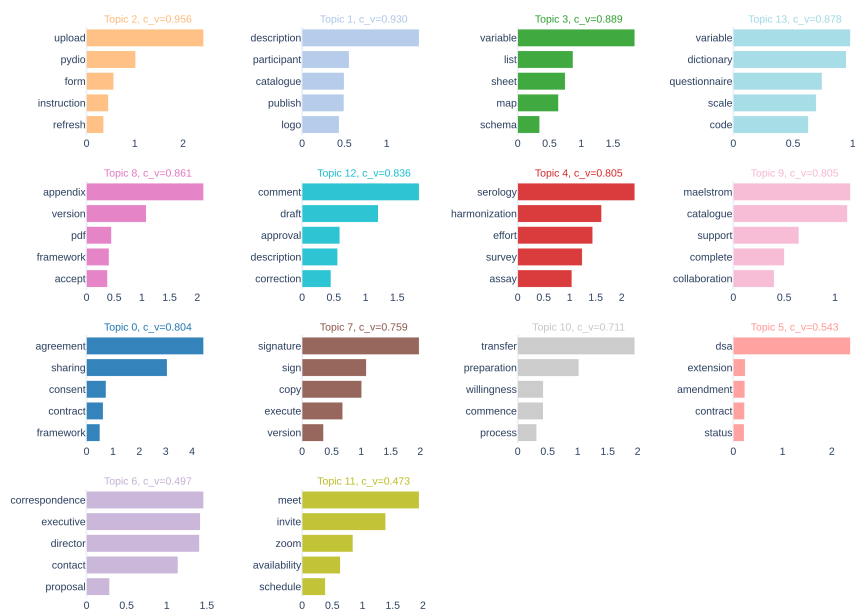 Topic 2, c_v=0.956
upload
pydio
form
instruction
refresh
0 1 2
Topic 1, c_v=0.930
description
participant
catalogue
publish
logo
0 0.5 1
Topic 3, c_v=0.889
variable
list
sheet
map
schema
0 0.5 1 1.5
Topic 13, c_v=0.878
variable
dictionary
questionnaire
scale
code
0 0.5 1
Topic 8, c_v=0.861
appendix
version
pdf
framework
accept
0 0.5 1 1.5 2
Topic 12, c_v=0.836
comment
draft
approval
description
correction
0 0.5 1 1.5
Topic 4, c_v=0.805
serology
harmonization
effort
survey
assay
0 0.5 1 1.5 2
Topic 9, c_v=0.805
maelstrom
catalogue
support
complete
collaboration
0 0.5 1
Topic 0, c_v=0.804
agreement
sharing
consent
contract
framework
0 1 2 3 4
Topic 7, c_v=0.759
signature
sign
copy
execute
version
0 0.5 1 1.5 2
Topic 10, c_v=0.711
transfer
preparation
willingness
commence
process
0 0.5 1 1.5 2
Topic 5, c_v=0.543
dsa
extension
amendment
contract
status
0 1 2
Topic 6, c_v=0.497
correspondence
executive
director
contact
proposal
0 0.5 1 1.5
Topic 11, c_v=0.473
meet
invite
zoom
availability
schedule
0 0.5 1 1.5 2